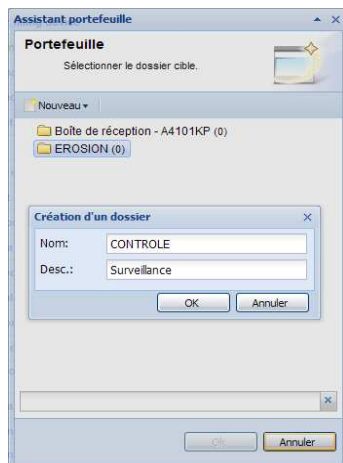 Assistant portefeuille
Portefeuille
Sélectionner le dossier cible.
Nouveau
Boîte de réception - A4101KP (0)
EROSION (0)
Création d'un dossier
Nom: CONTROLE
Desc.: Surveillance
OK Annuler
Ok Annuler